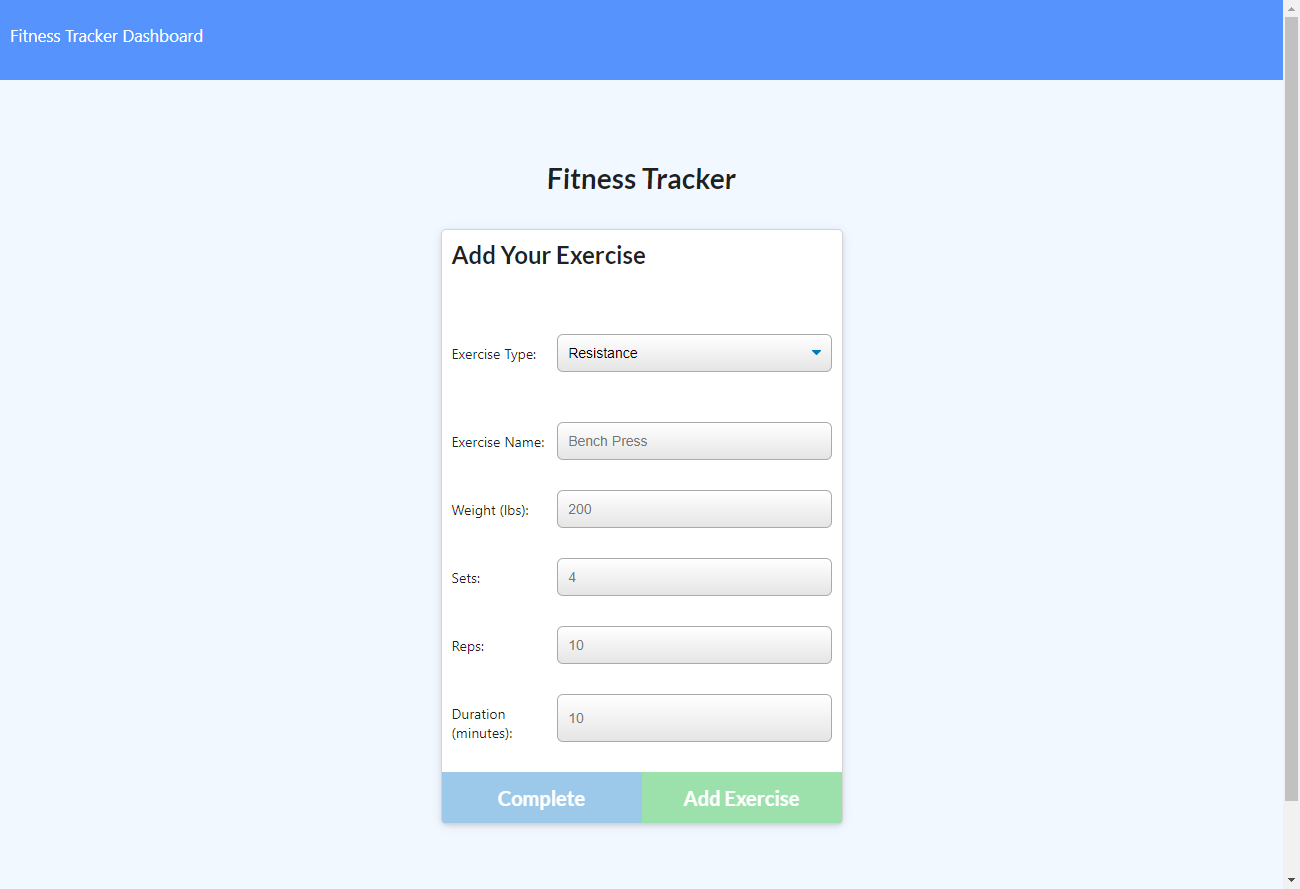 Fitness Tracker Dashboard
Fitness Tracker
Add Your Exercise
Exercise Type: Resistance
Exercise Name: Bench Press
Weight (lbs): 200
Sets: 4
Reps: 10
Duration (minutes): 10
Complete Add Exercise